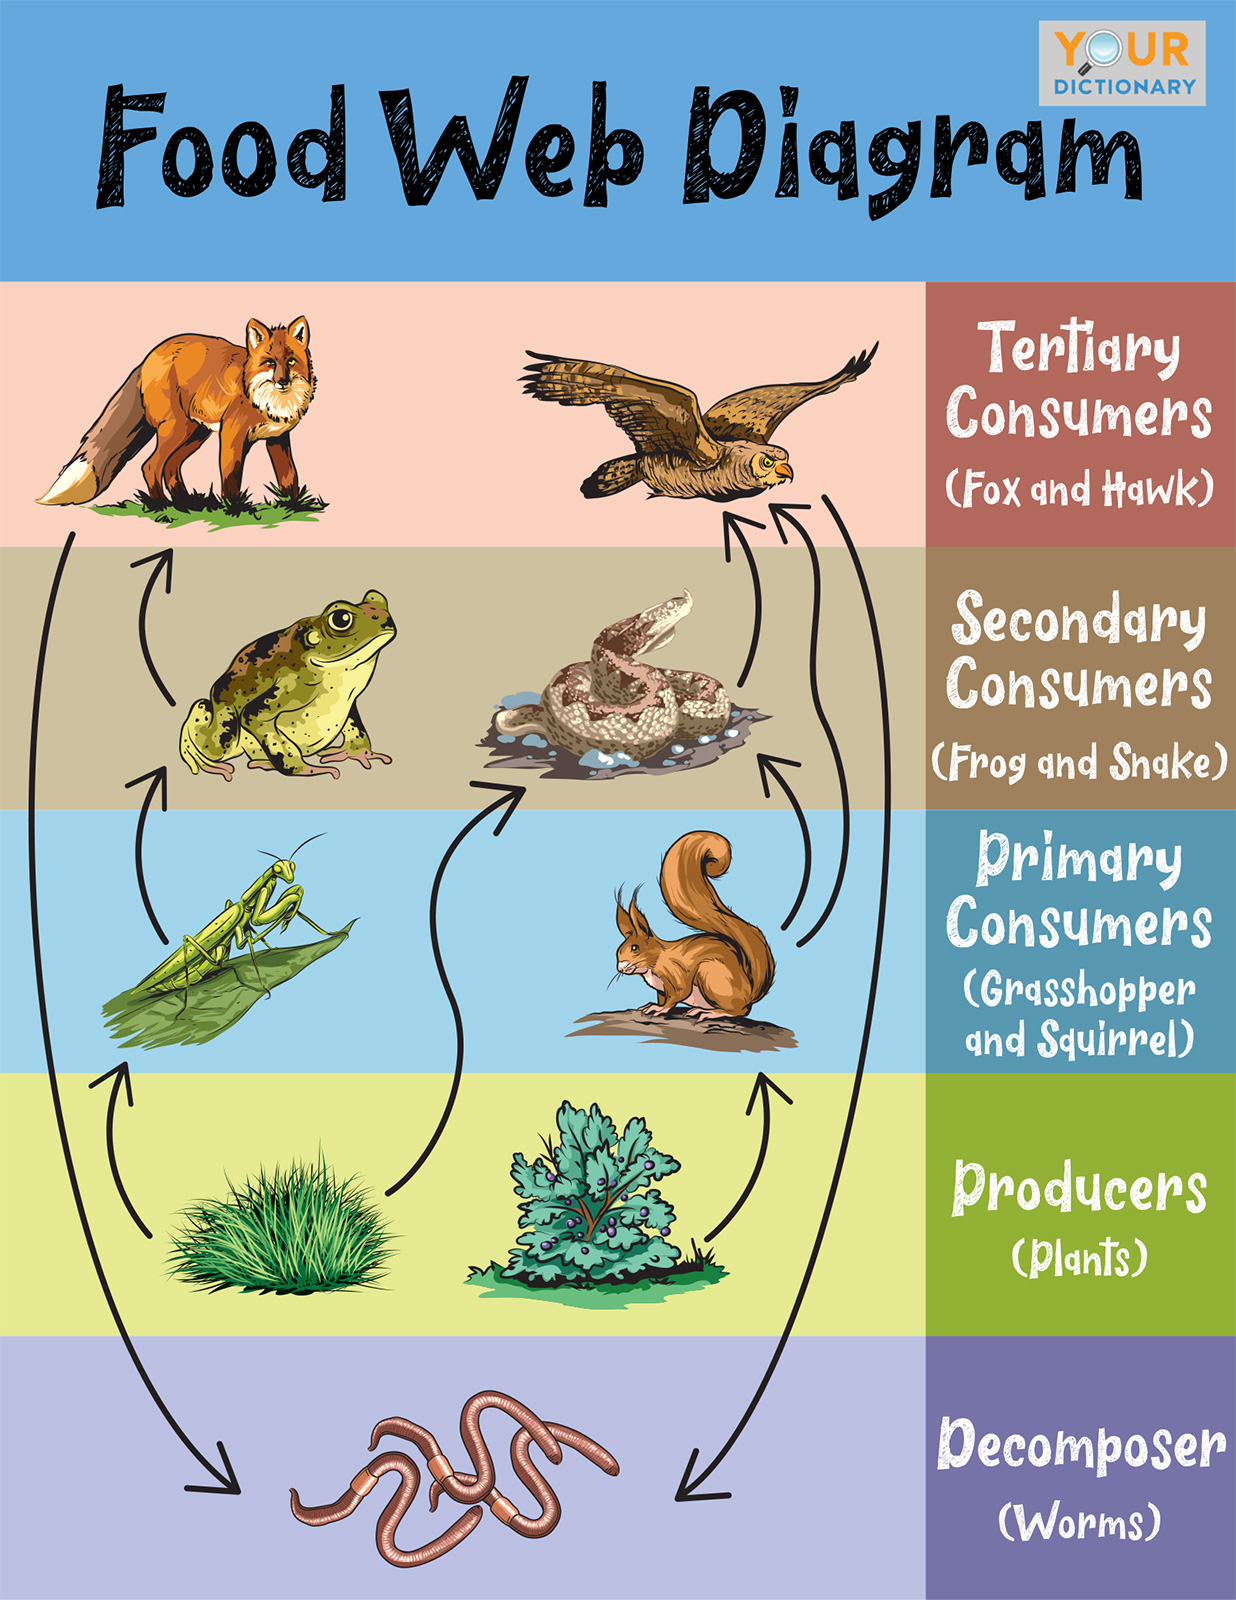 YOUR
DICTIONARY
Food Web Diagram
Tertiary
Consumers
(Fox and Hawk)
Secondary
Consumers
(Frog and Snake)
Primary
Consumers
(Grasshopper
and Squirrel)
Producers
(Plants)
Decomposer
(Worms)